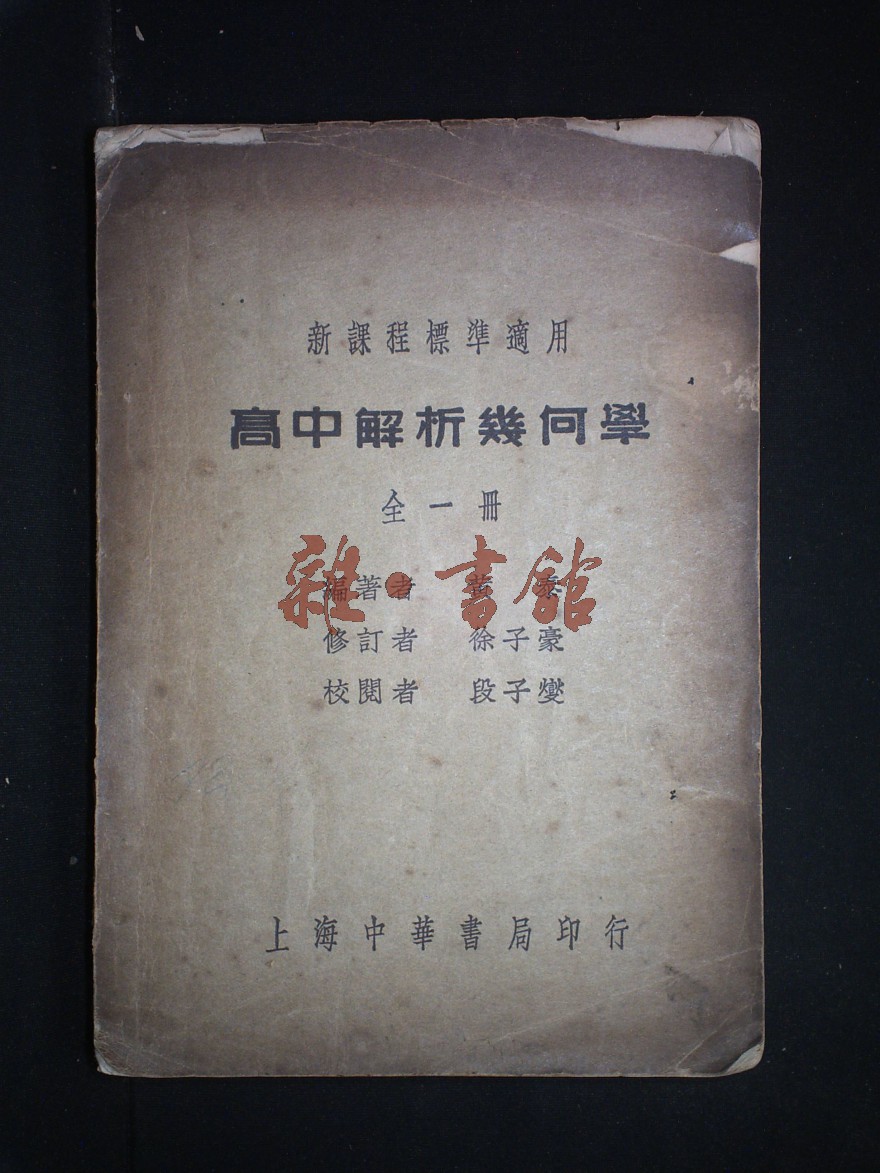 新課程標準適用
高中解析幾何學
全一冊
編著者 黃 泰
雜·書館
修訂者 徐子豪
校閱者 段子燮
上海中華書局印行